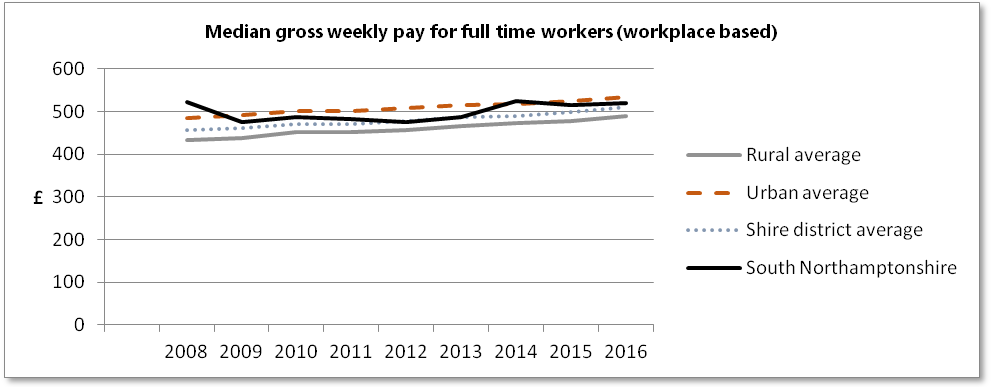 Median gross weekly pay for full time workers (workplace based)
600
500
400
300
200
100
0
£
2008 2009 2010 2011 2012 2013 2014 2015 2016
Rural average
Urban average
Shire district average
South Northamptonshire